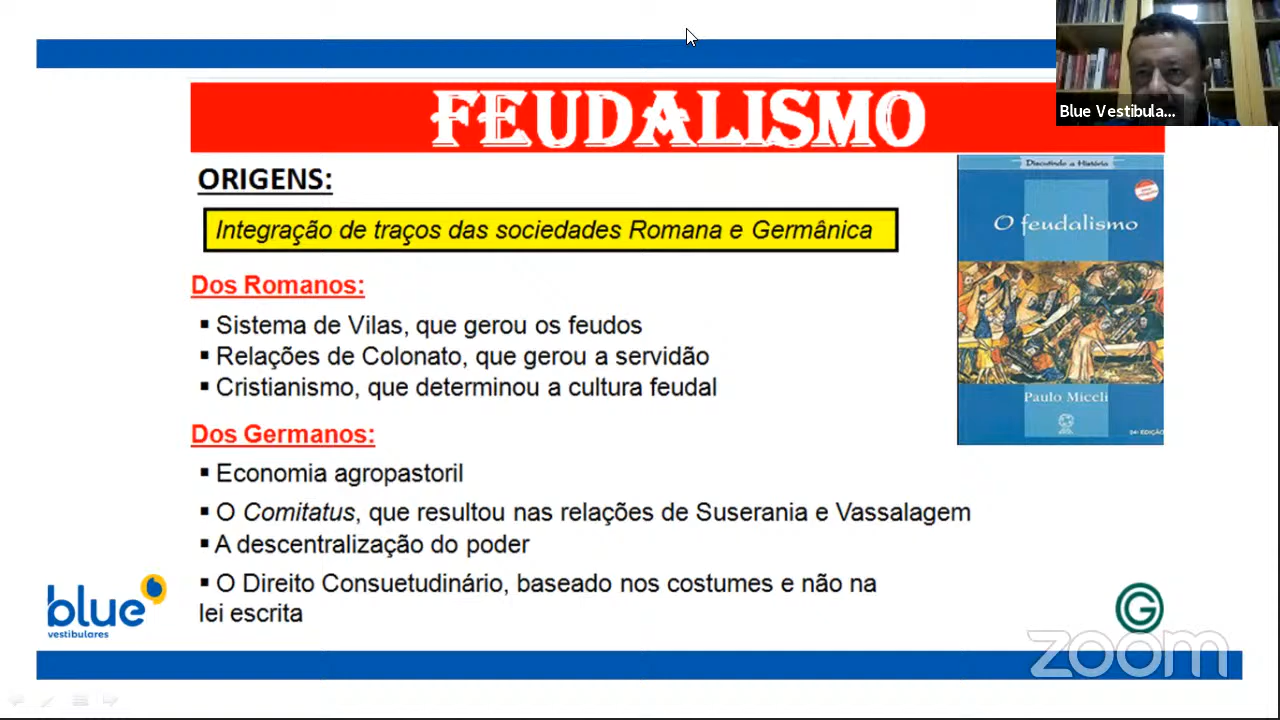 FEUDALISMO
Blue Vestibula...
ORIGENS:
Integração de traços das sociedades Romana e Germânica
Dos Romanos:
▪ Sistema de Vilas, que gerou os feudos
▪ Relações de Colonato, que gerou a servidão
▪ Cristianismo, que determinou a cultura feudal
Dos Germanos:
▪ Economia agropastoril
▪ O Comitatus, que resultou nas relações de Suserania e Vassalagem
▪ A descentralização do poder
▪ O Direito Consuetudinário, baseado nos costumes e não na
lei escrita
Discutindo a História
O feudalismo
Paulo Miceli
blue
vestibulares
G
zoom